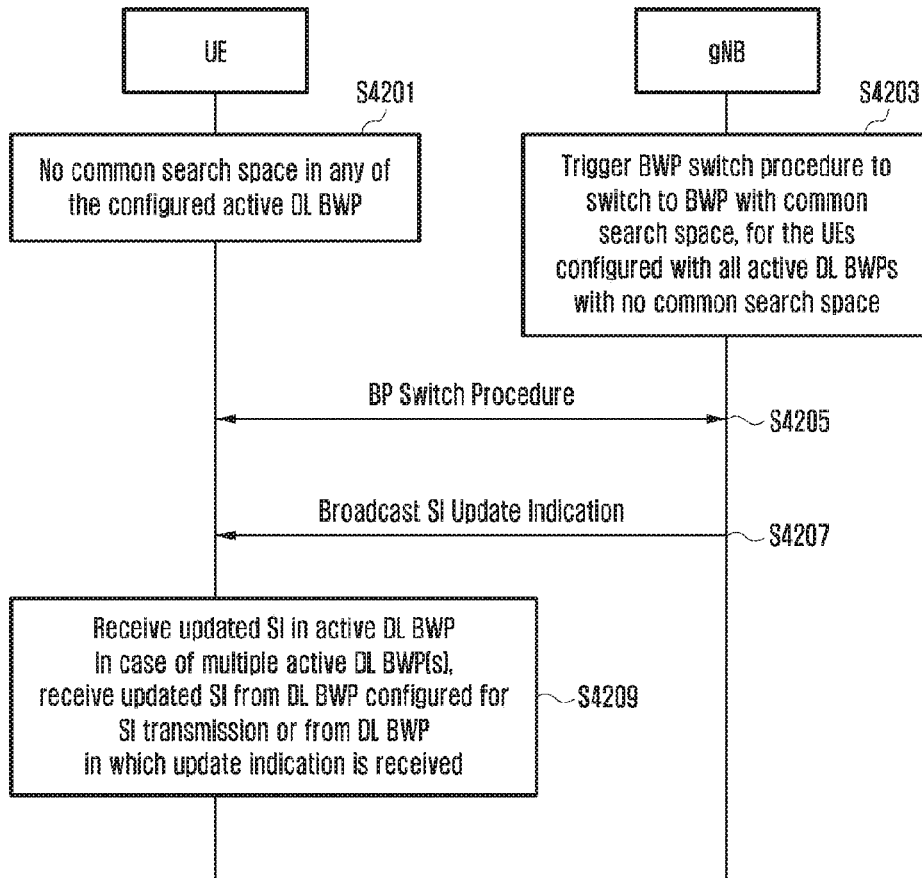 UE
gNB
S4201
S4203
No common search space in any of
the configured active DL BWP
Trigger BWP switch procedure to
switch to BWP with common
search space, for the UEs
configured with all active DL BWPs
with no common search space
BP Switch Procedure
S4205
Broadcast SI Update Indication
S4207
Receive updated SI in active DL BWP
In case of multiple active DL BWP(s),
receive updated SI from DL BWP configured for
SI transmission or from DL BWP
in which update indication is received
S4209